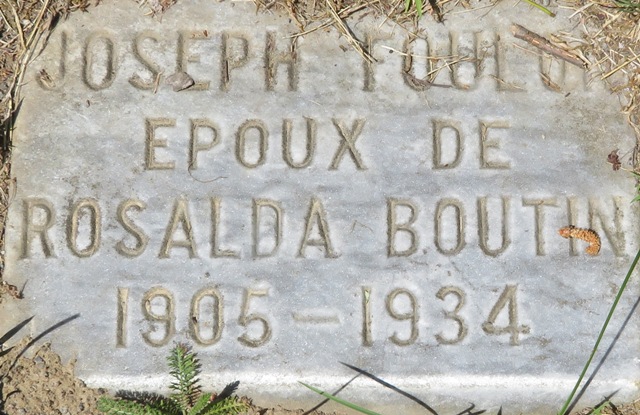 JOSEPH
EPOUX DE
ROSALDA BOUTIN
1905 – 1934